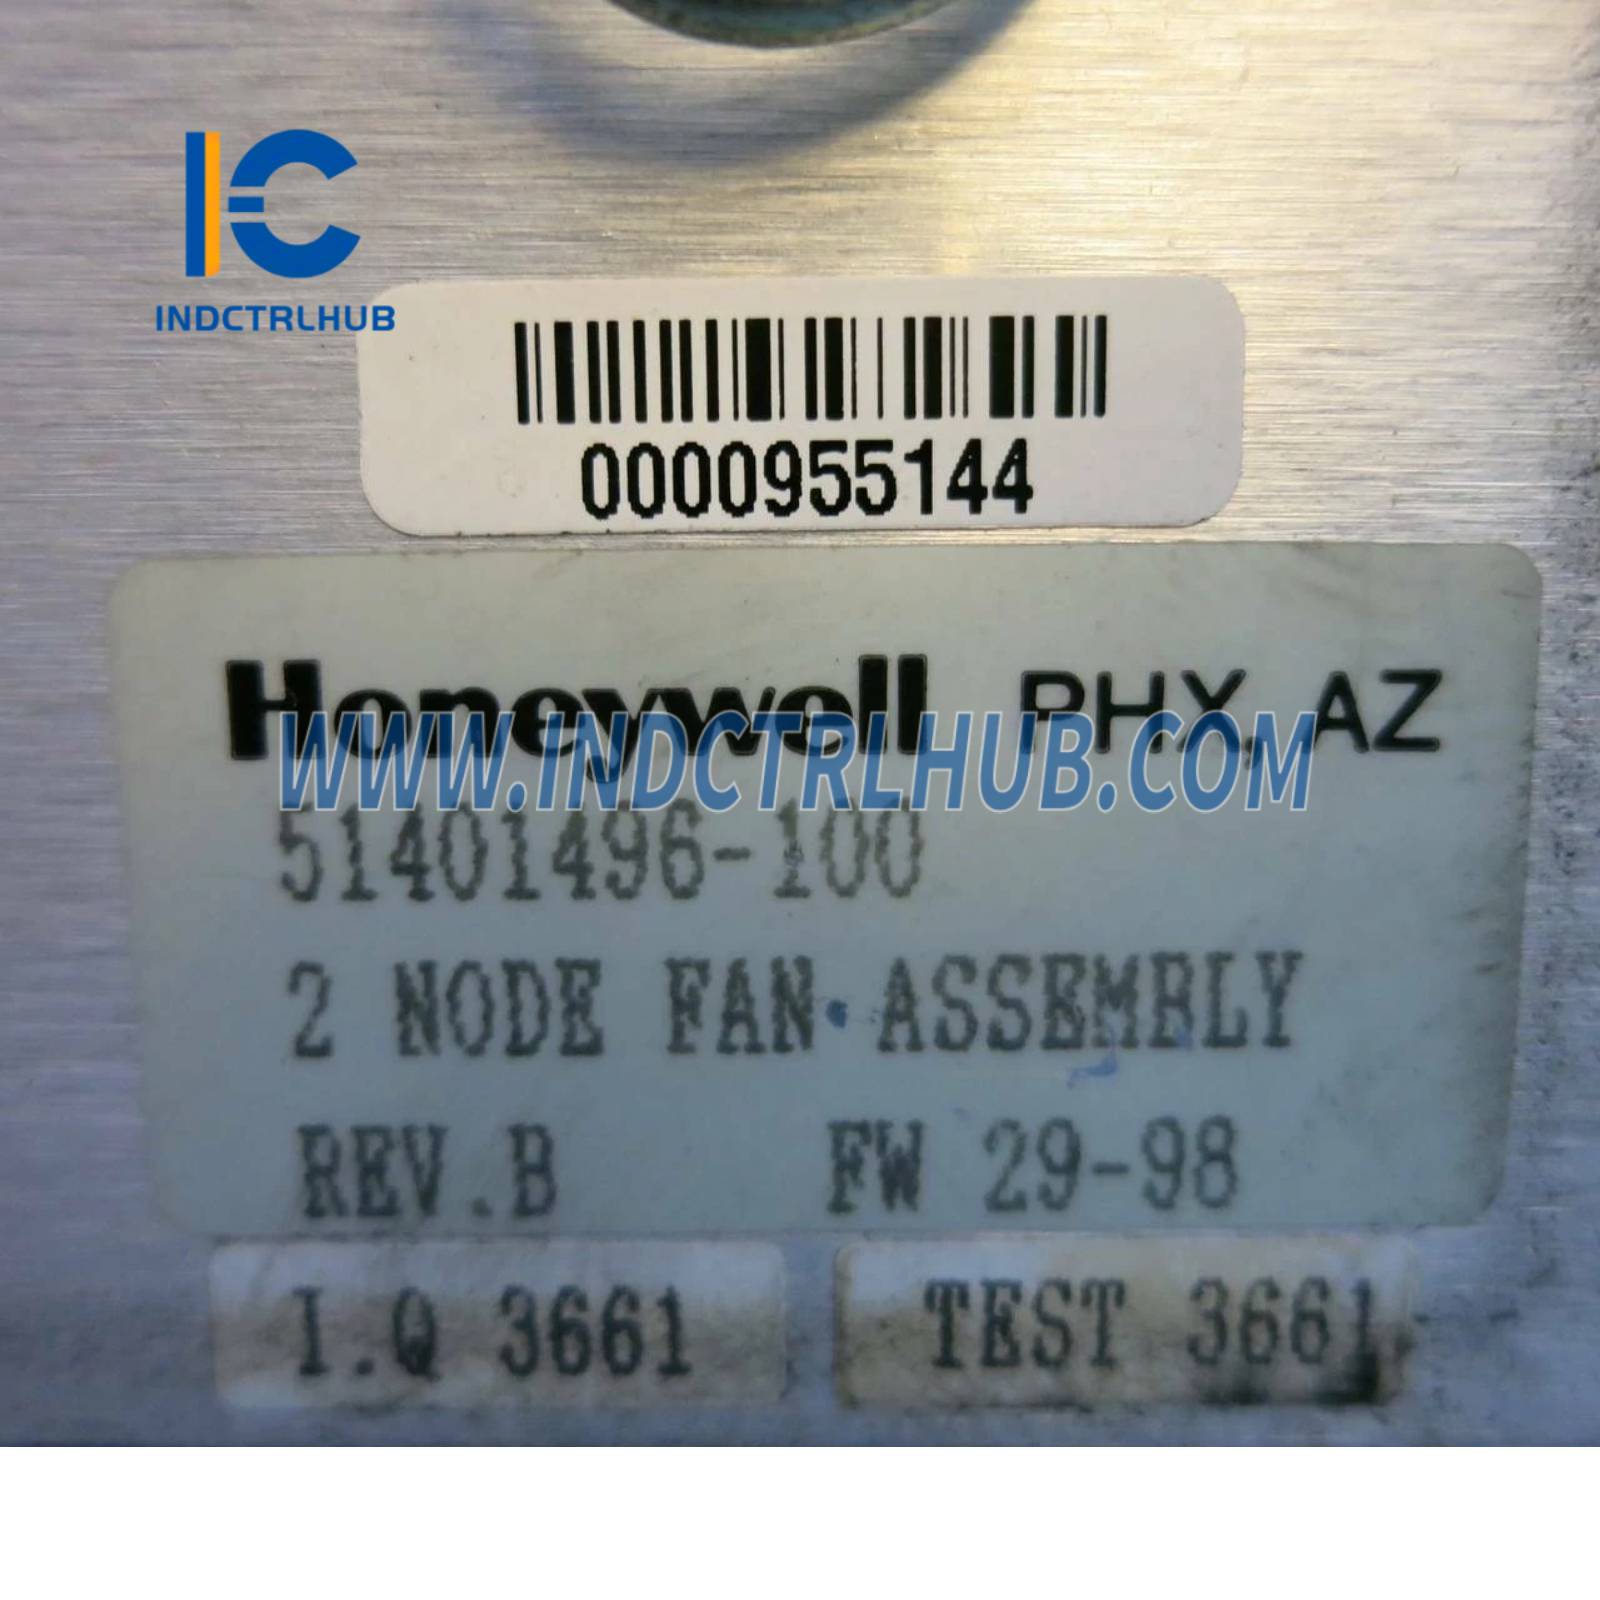 INDCTRLHUB
0000955144
Honeywell PHX, AZ
WWW.INDCTRLHUB.COM
51401496-100
2 NODE FAN ASSEMBLY
REV.B FW 29-98
I.Q 3661
TEST 3661